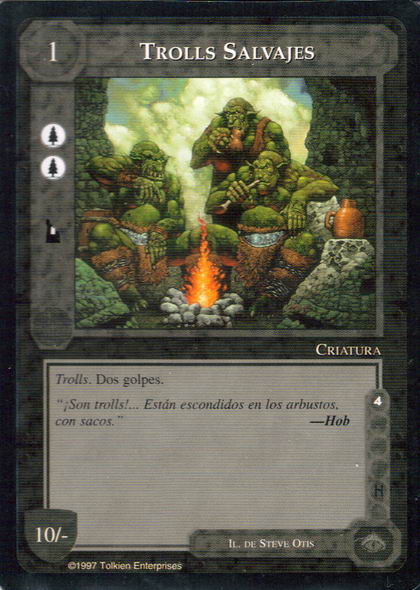 1
TROLLS SALVAJES
CRIATURA
Trolls. Dos golpes.
“¡Son trolls!... Están escondidos en los arbustos,
con sacos.” —Hob
4
H
10/-
IL. DE STEVE OTIS
©1997 Tolkien Enterprises